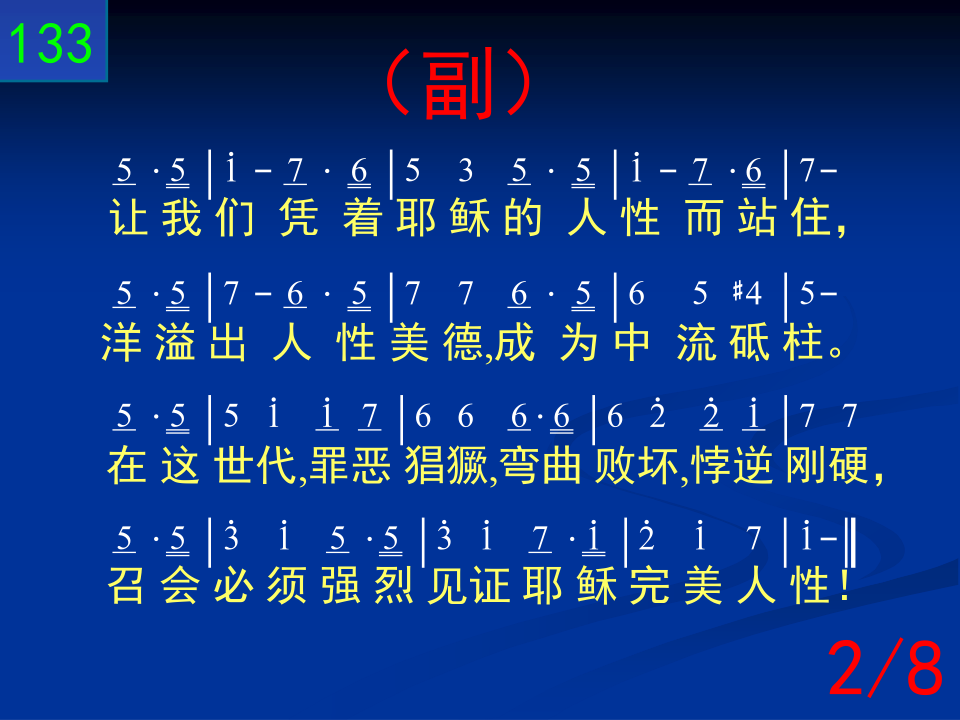 133
（副）
5 · 5 | i - 7 · 6 | 5 3 5 · 5 | i - 7 · 6 | 7 -
让我们 凭 着耶稣的 人性 而站住，
5 · 5 | 7 - 6 · 5 | 7 7 6 · 5 | 6 5 #4 | 5 -
洋溢出 人 性美德,成 为中 流砥柱。
5 · 5 | 5 i i 7 | 6 6 6 · 6 | 6 2̇ 2̇ i | 7 7
在这世代,罪恶猖獗,弯曲败坏,悖逆刚硬，
5 · 5 | 3̇ i 5 · 5 | 3̇ i 7 · i | 2̇ i 7 | i - ‖
召会必须强烈见证耶稣完美人性！
2/8